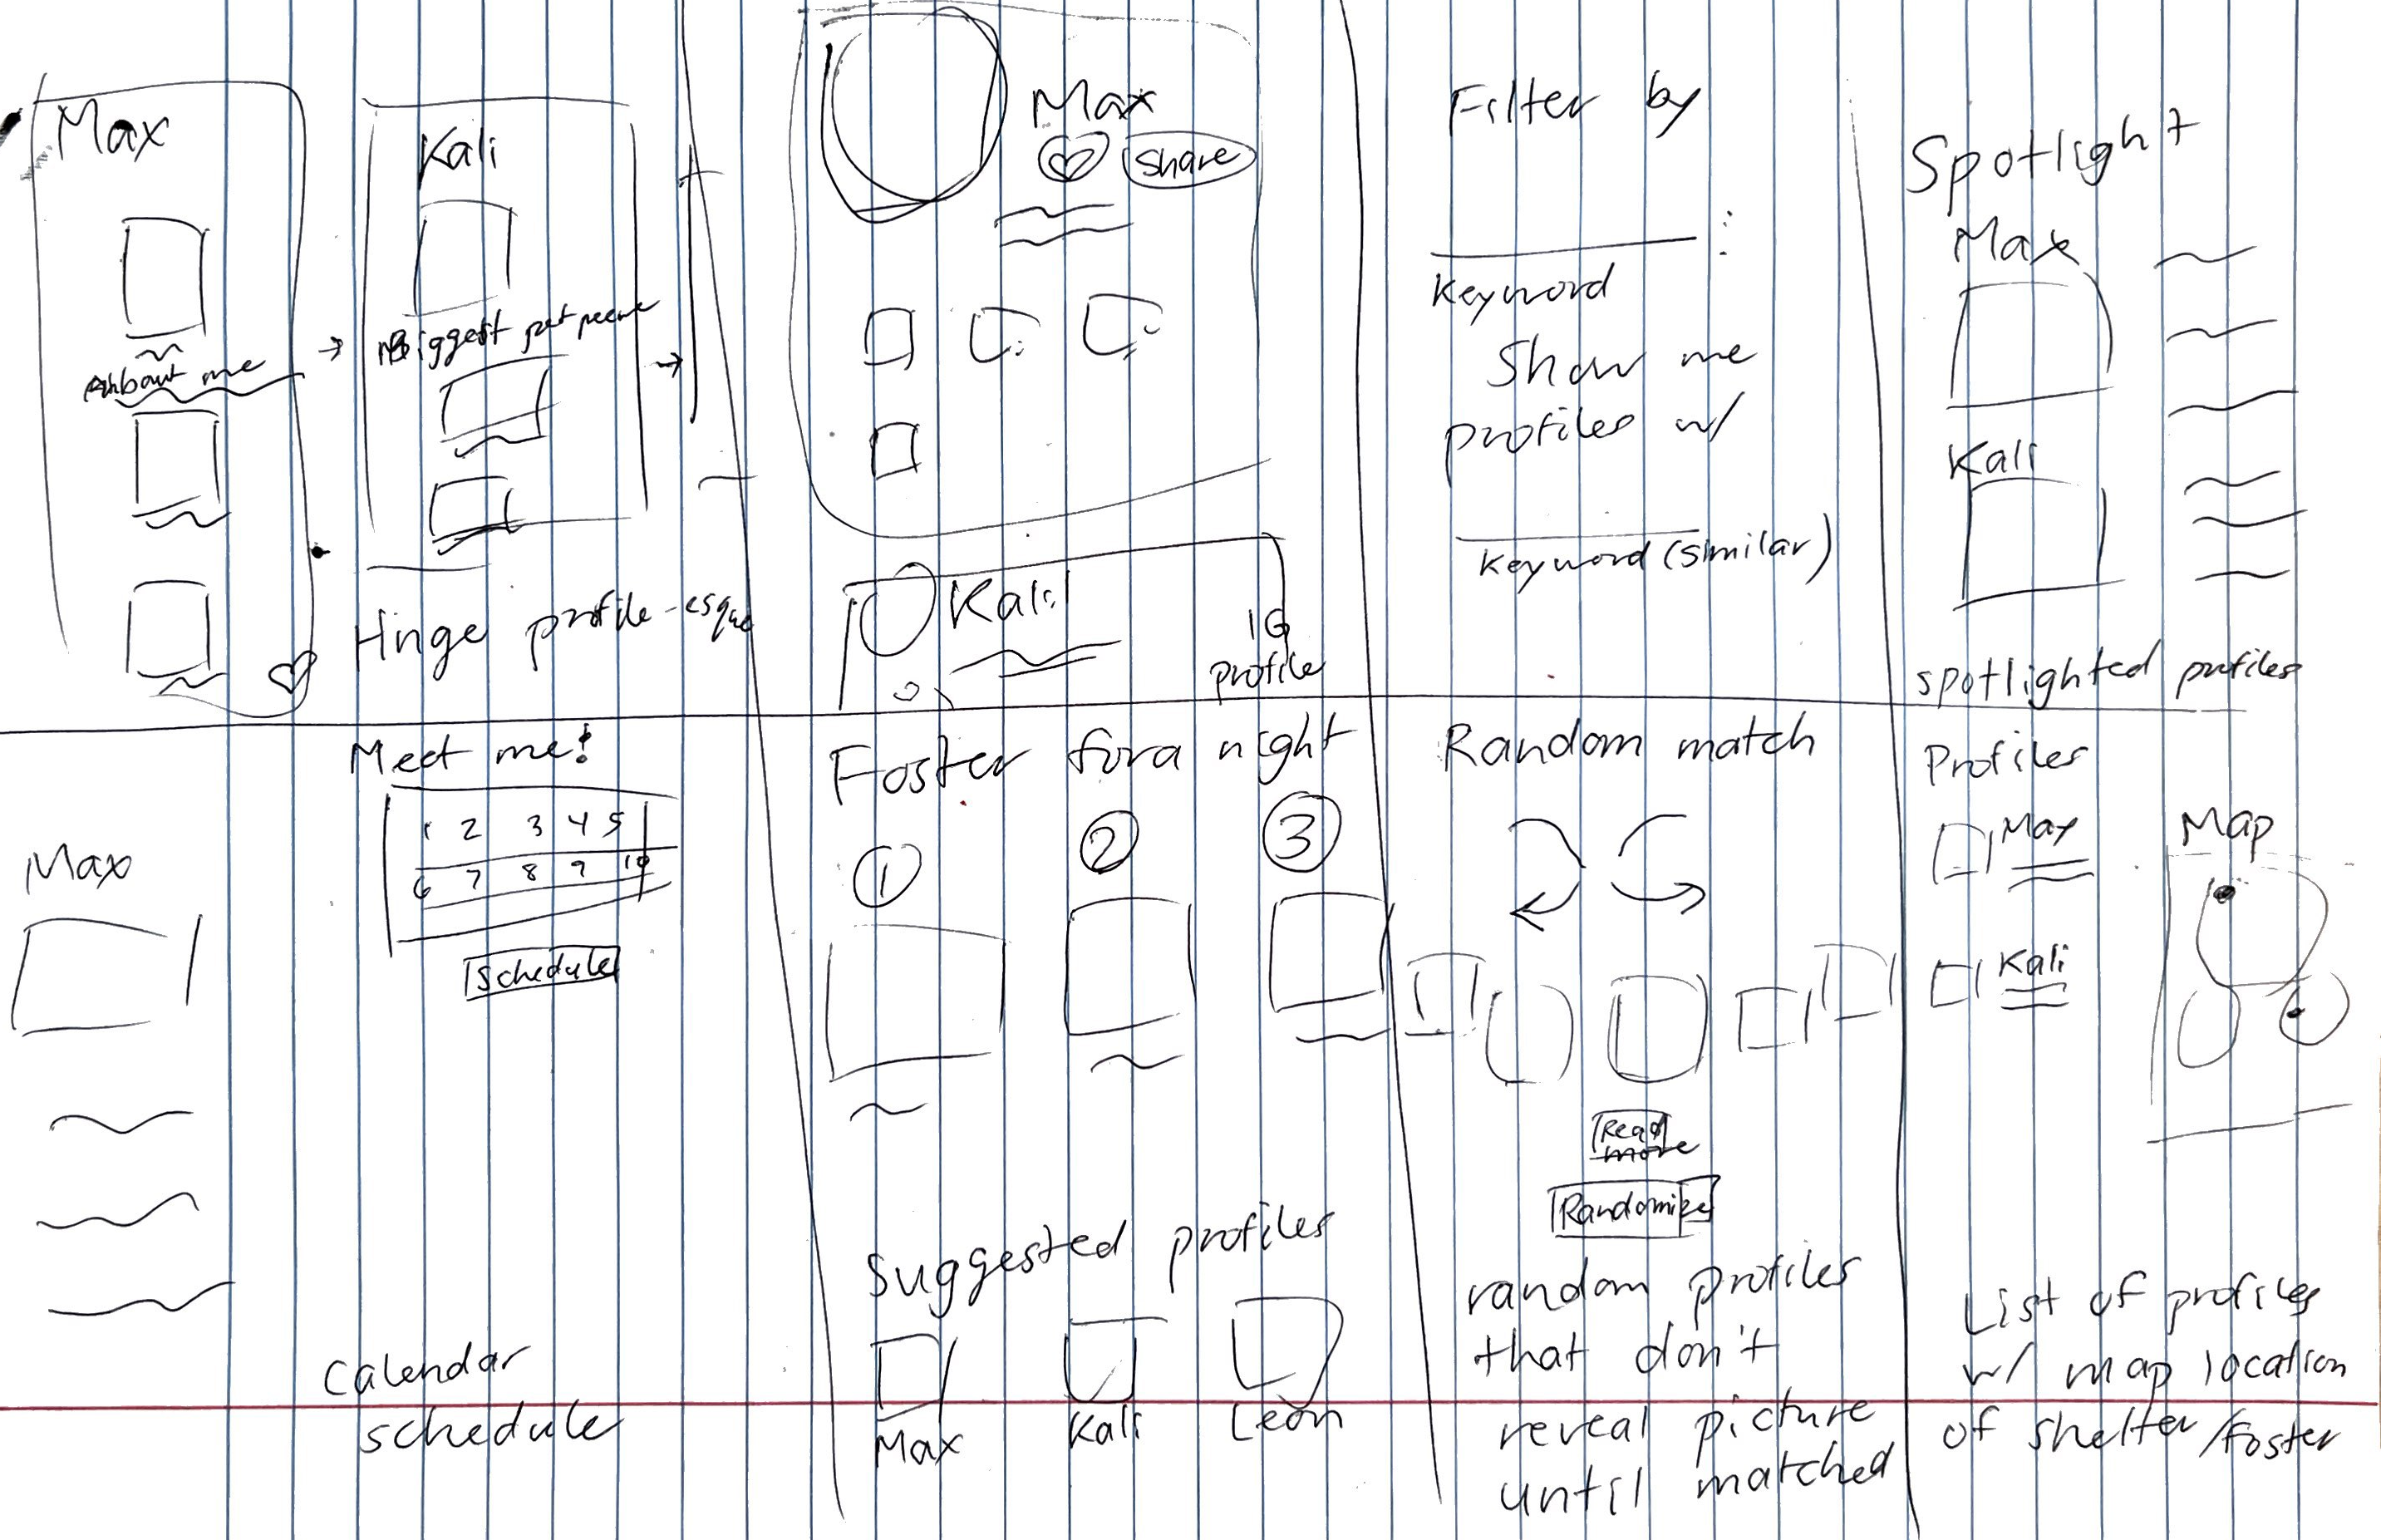 Max
About me
Kali
Biggest pet peeve
Hinge profile-esque
Max
share
Kali
IG
profile
Filter by
keyword
Show me
profiles w/
keyword (similar)
Spotlight
Max
Kali
spotlighted profiles
Max
Meet me!
1 2 3 4 5
6 7 8 9 10
Schedule
Calendar
schedule
Foster for a night
1
2
3
Suggested profiles
Max
Kali
Leon
Random match
Read
more
Randomize
random profiles
that don't
reveal picture
until matched
Profiles
Max
Kali
Map
List of profiles
w/ map location
of shelter/foster